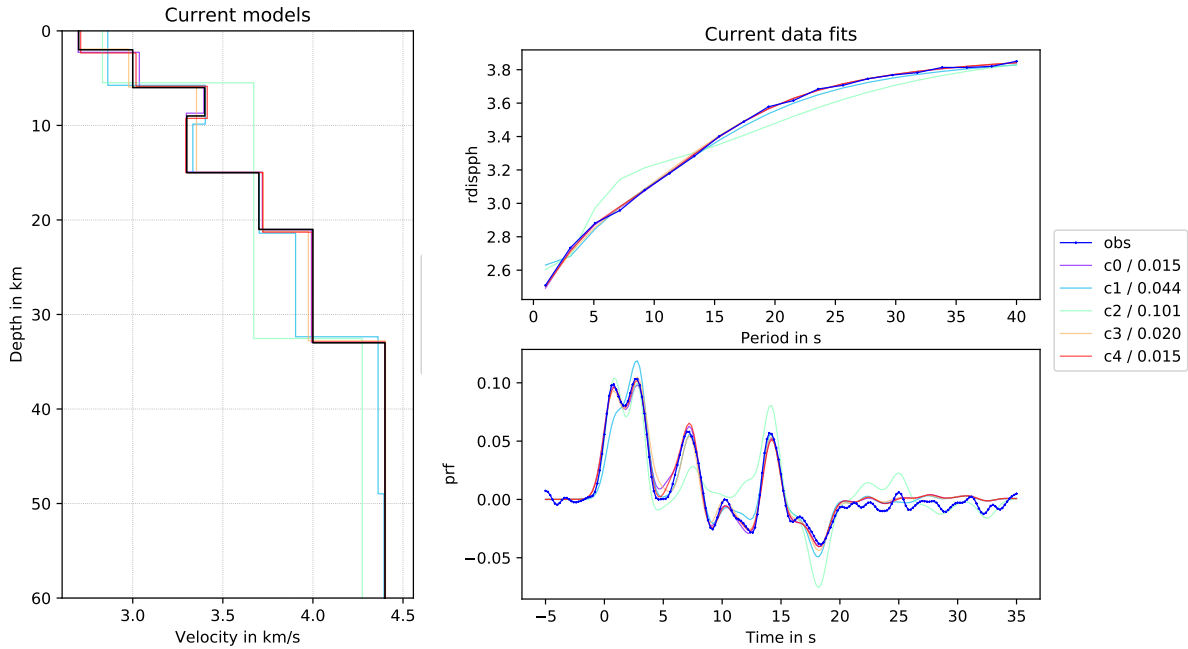 Current models
0
10
20
30
40
50
60
Depth in km
3.0
3.5
4.0
4.5
Velocity in km/s
Current data fits
3.8
3.6
3.4
3.2
3.0
2.8
2.6
rdispph
0
5
10
15
20
25
30
35
40
Period in s
0.10
0.05
0.00
−0.05
prf
−5
0
5
10
15
20
25
30
35
Time in s
obs
c0 / 0.015
c1 / 0.044
c2 / 0.101
c3 / 0.020
c4 / 0.015